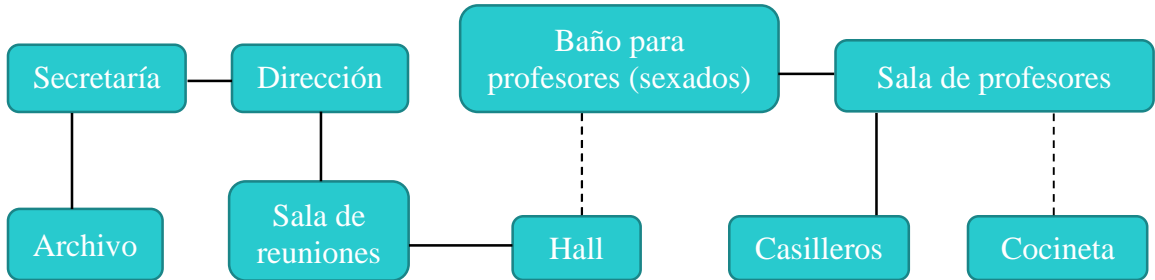 Secretaría
Dirección
Baño para
profesores (sexados)
Sala de profesores
Archivo
Sala de
reuniones
Hall
Casilleros
Cocineta